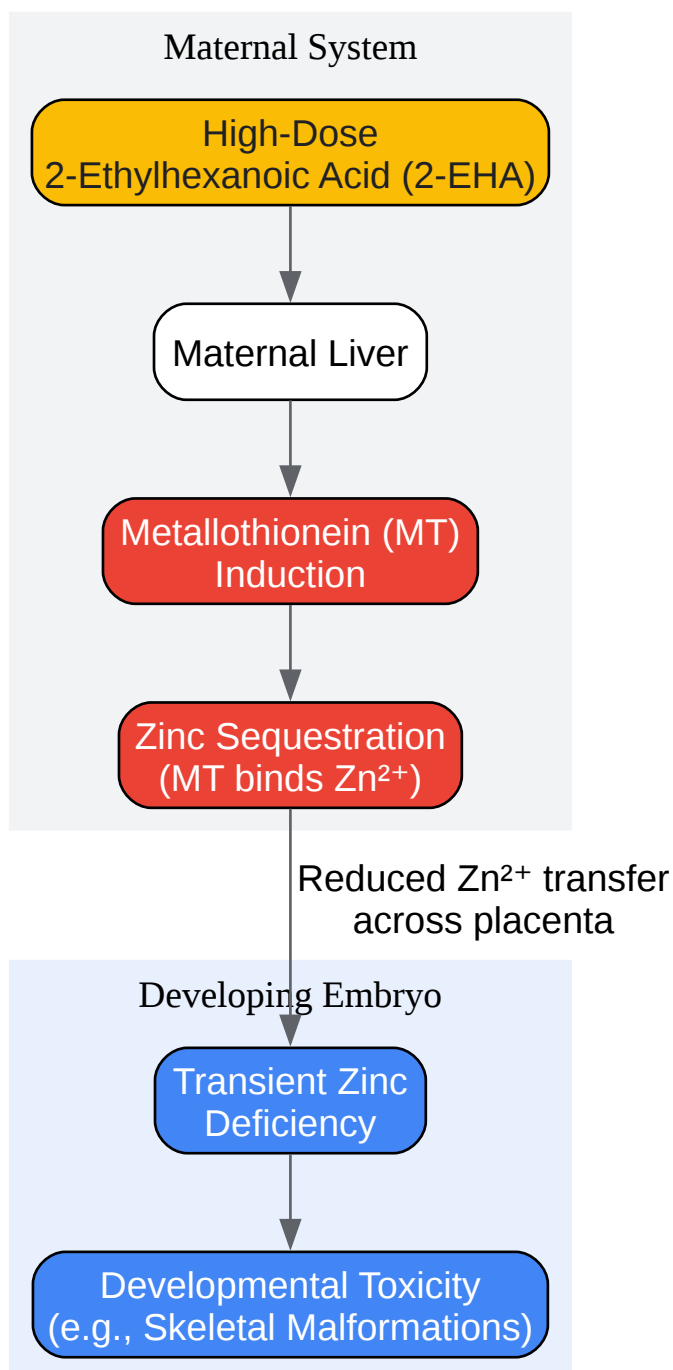 Maternal System
High-Dose
2-Ethylhexanoic Acid (2-EHA)
Maternal Liver
Metallothionein (MT)
Induction
Zinc Sequestration
(MT binds Zn²⁺)
Reduced Zn²⁺ transfer
across placenta
Developing Embryo
Transient Zinc
Deficiency
Developmental Toxicity
(e.g., Skeletal Malformations)